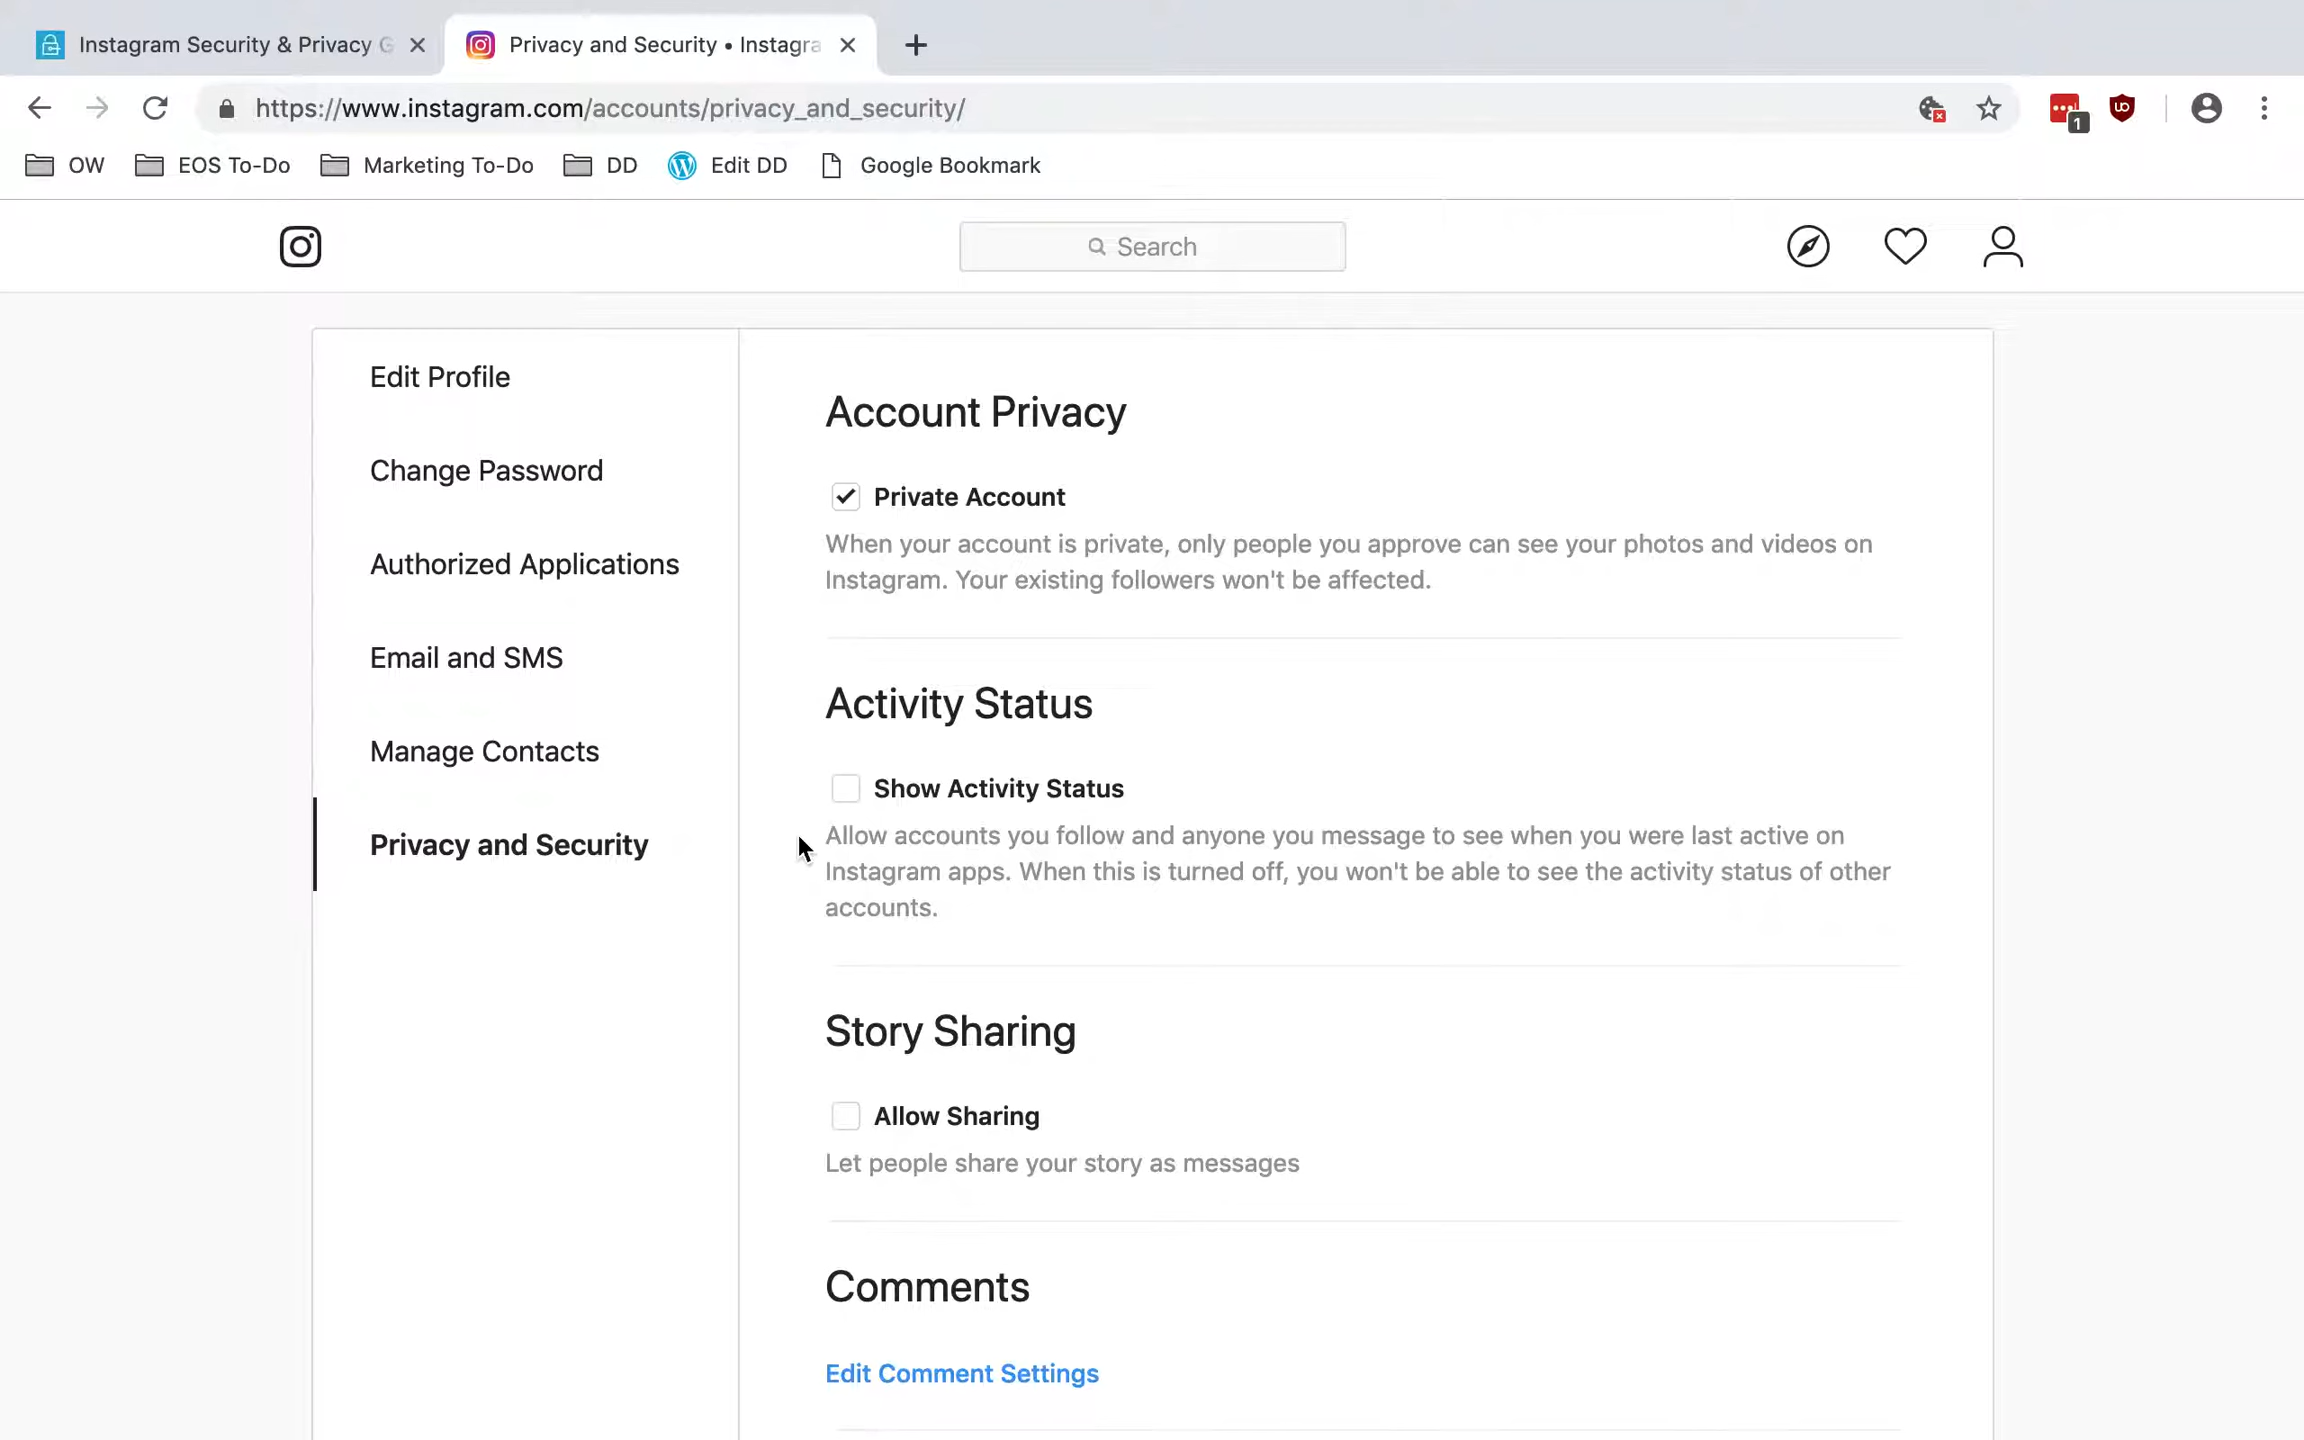 Instagram Security & Privacy G
Privacy and Security • Instagra
https://www.instagram.com/accounts/privacy_and_security/
1
OW
EOS To-Do
Marketing To-Do
DD
Edit DD
Google Bookmark
Search
Edit Profile
Change Password
Authorized Applications
Email and SMS
Manage Contacts
Privacy and Security
Account Privacy
Private Account
When your account is private, only people you approve can see your photos and videos on
Instagram. Your existing followers won't be affected.
Activity Status
Show Activity Status
Allow accounts you follow and anyone you message to see when you were last active on
Instagram apps. When this is turned off, you won't be able to see the activity status of other
accounts.
Story Sharing
Allow Sharing
Let people share your story as messages
Comments
Edit Comment Settings